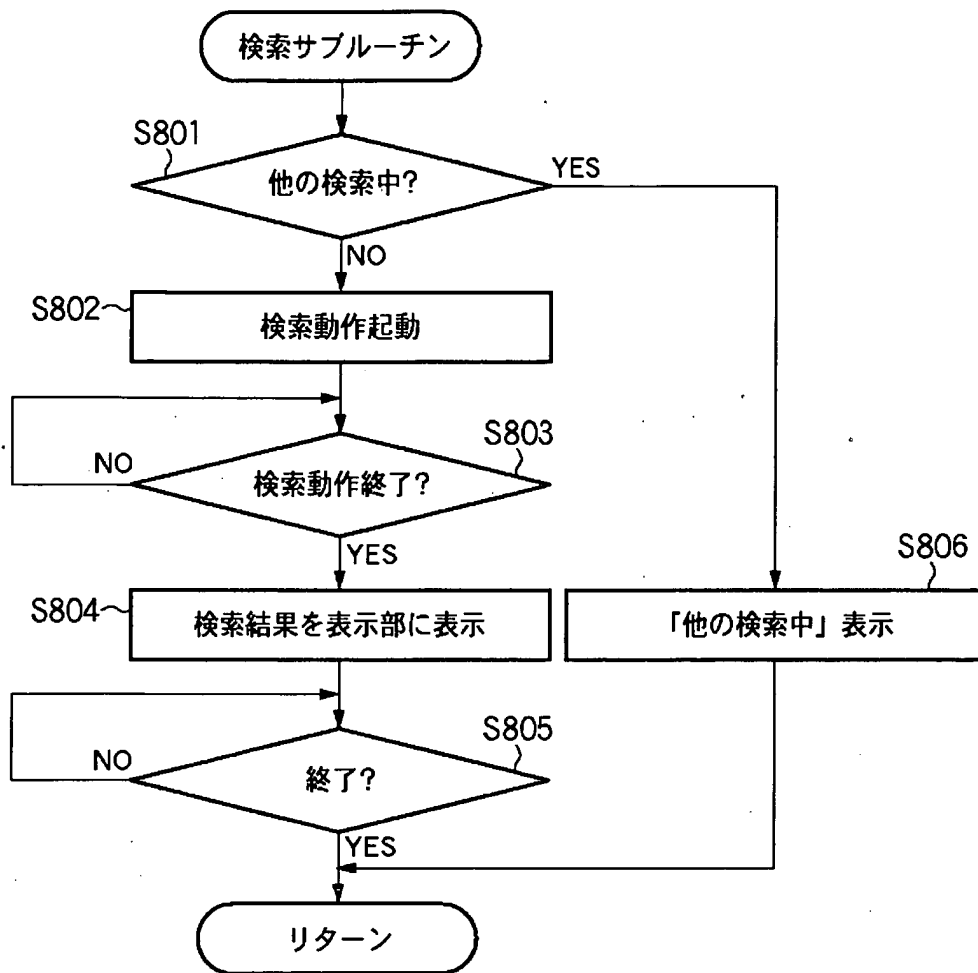 検索サブルーチン
S801
他の検索中?
YES
NO
S802
検索動作起動
S803
NO
検索動作終了?
YES
S806
S804
検索結果を表示部に表示
「他の検索中」表示
S805
NO
終了?
YES
リターン